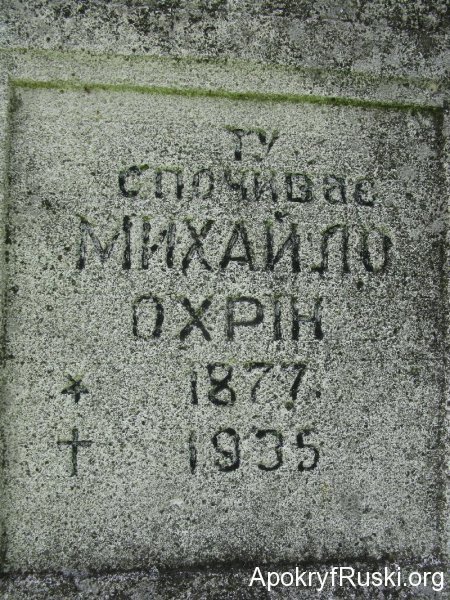 ТУ
СПОЧИВАЄ
МИХАЙЛО
ОХРІН
* 1877
† 1935
ApokryfRuski.org